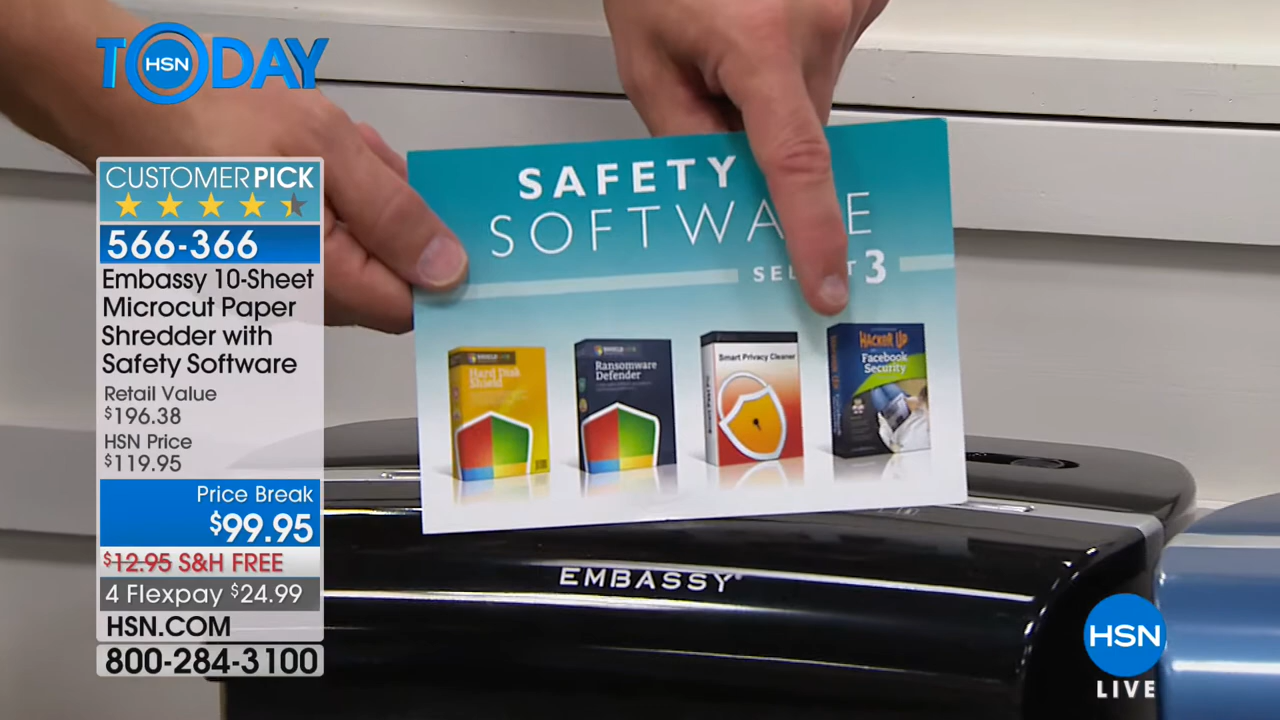 TODAY
HSN
CUSTOMER PICK
566-366
Embassy 10-Sheet
Microcut Paper
Shredder with
Safety Software
Retail Value
$196.38
HSN Price
$119.95
Price Break
$99.95
$12.95 S&H FREE
4 Flexpay $24.99
HSN.COM
800-284-3100
SAFETY
SOFTWARE
3
Hard Disk
Shield
Ransomware
Defender
Smart Privacy Cleaner
HACKER UP
Facebook
Security
EMBASSY
HSN
LIVE